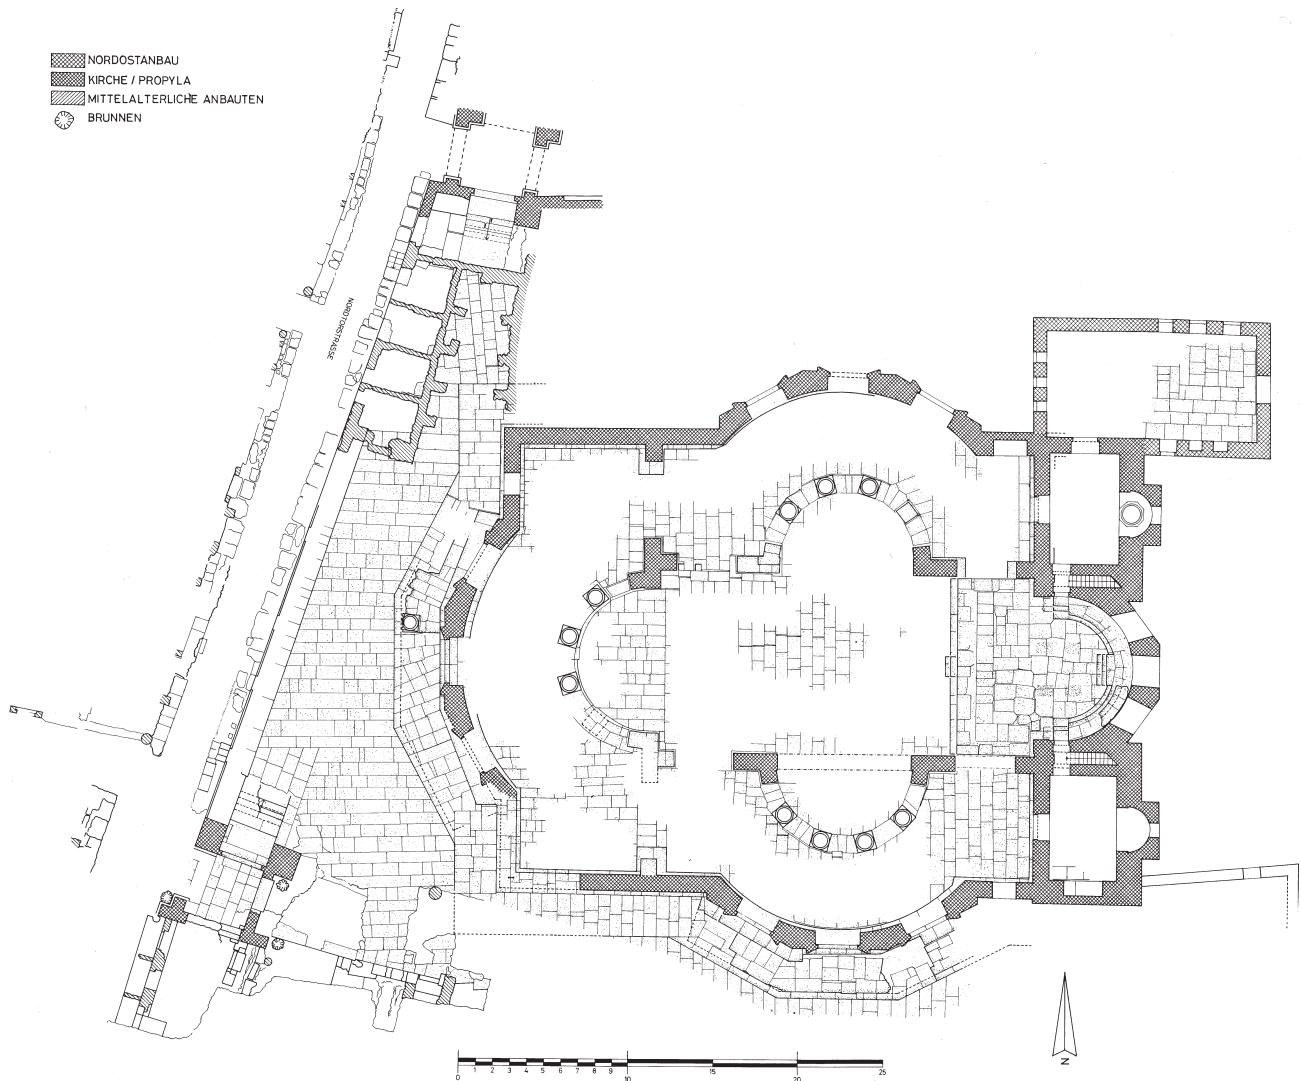 NORDOSTANBAU
KIRCHE / PROPYLA
MITTELALTERLICHE ANBAUTEN
BRUNNEN
NORDTORSTRASSE
N
0 1 2 3 4 5 6 7 8 9 10 15 20 25